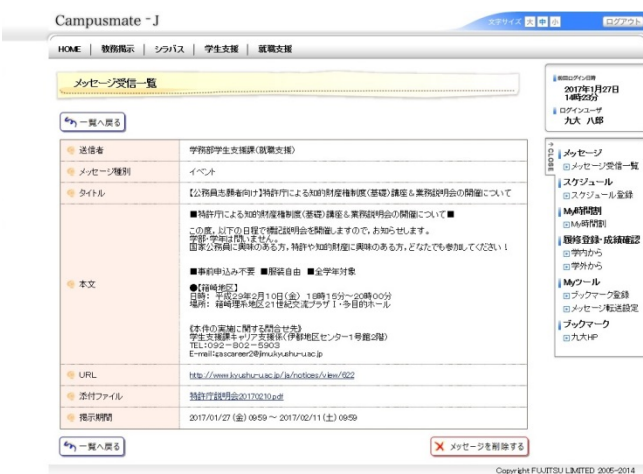 Campusmate-J
文字サイズ 大 中 小
ログアウト
HOME | 教務掲示 | シラバス | 学生支援 | 就職支援
メッセージ受信一覧
一覧へ戻る
送信者 学務部学生支援課(就職支援)
メッセージ種別 イベント
タイトル 【公務員志願者向け】特許庁による知的財産権制度(基礎)講座&業務説明会の開催について
本文
■特許庁による知的財産権制度(基礎)講座&業務説明会の開催について■
この度、以下の日程で標記説明会を開催しますので、お知らせします。
学部・学年は問いません。
国家公務員に興味のある方、特許や知的財産に興味のある方、どなたでも参加してください!
■事前申込み不要 ■服装自由 ■全学年対象
●【箱崎地区】
日時: 平成29年2月10日(金) 18時15分~20時00分
場所: 箱崎理系地区21世紀交流プラザⅠ・多目的ホール
《本件の実施に関する問合せ先》
学生支援課キャリア支援係(伊都地区センター1号館2階)
TEL:092-802-5903
E-mail:gascareer2@jimu.kyushu-u.ac.jp
URL http://www.kyushu-u.ac.jp/ja/notices/view/622
添付ファイル 特許庁説明会20170210.pdf
掲示期間 2017/01/27(金) 09:59 ~ 2017/02/11(土) 09:59
一覧へ戻る
メッセージを削除する
前回ログイン日時
2017年1月27日
14時23分
ログインユーザ
九大 八郎
CLOSE
メッセージ
メッセージ受信一覧
スケジュール
スケジュール登録
My時間割
My時間割
履修登録・成績確認
学内から
学外から
Myツール
ブックマーク登録
メッセージ転送設定
ブックマーク
九大HP
Copyright FUJITSU LIMITED 2005-2014